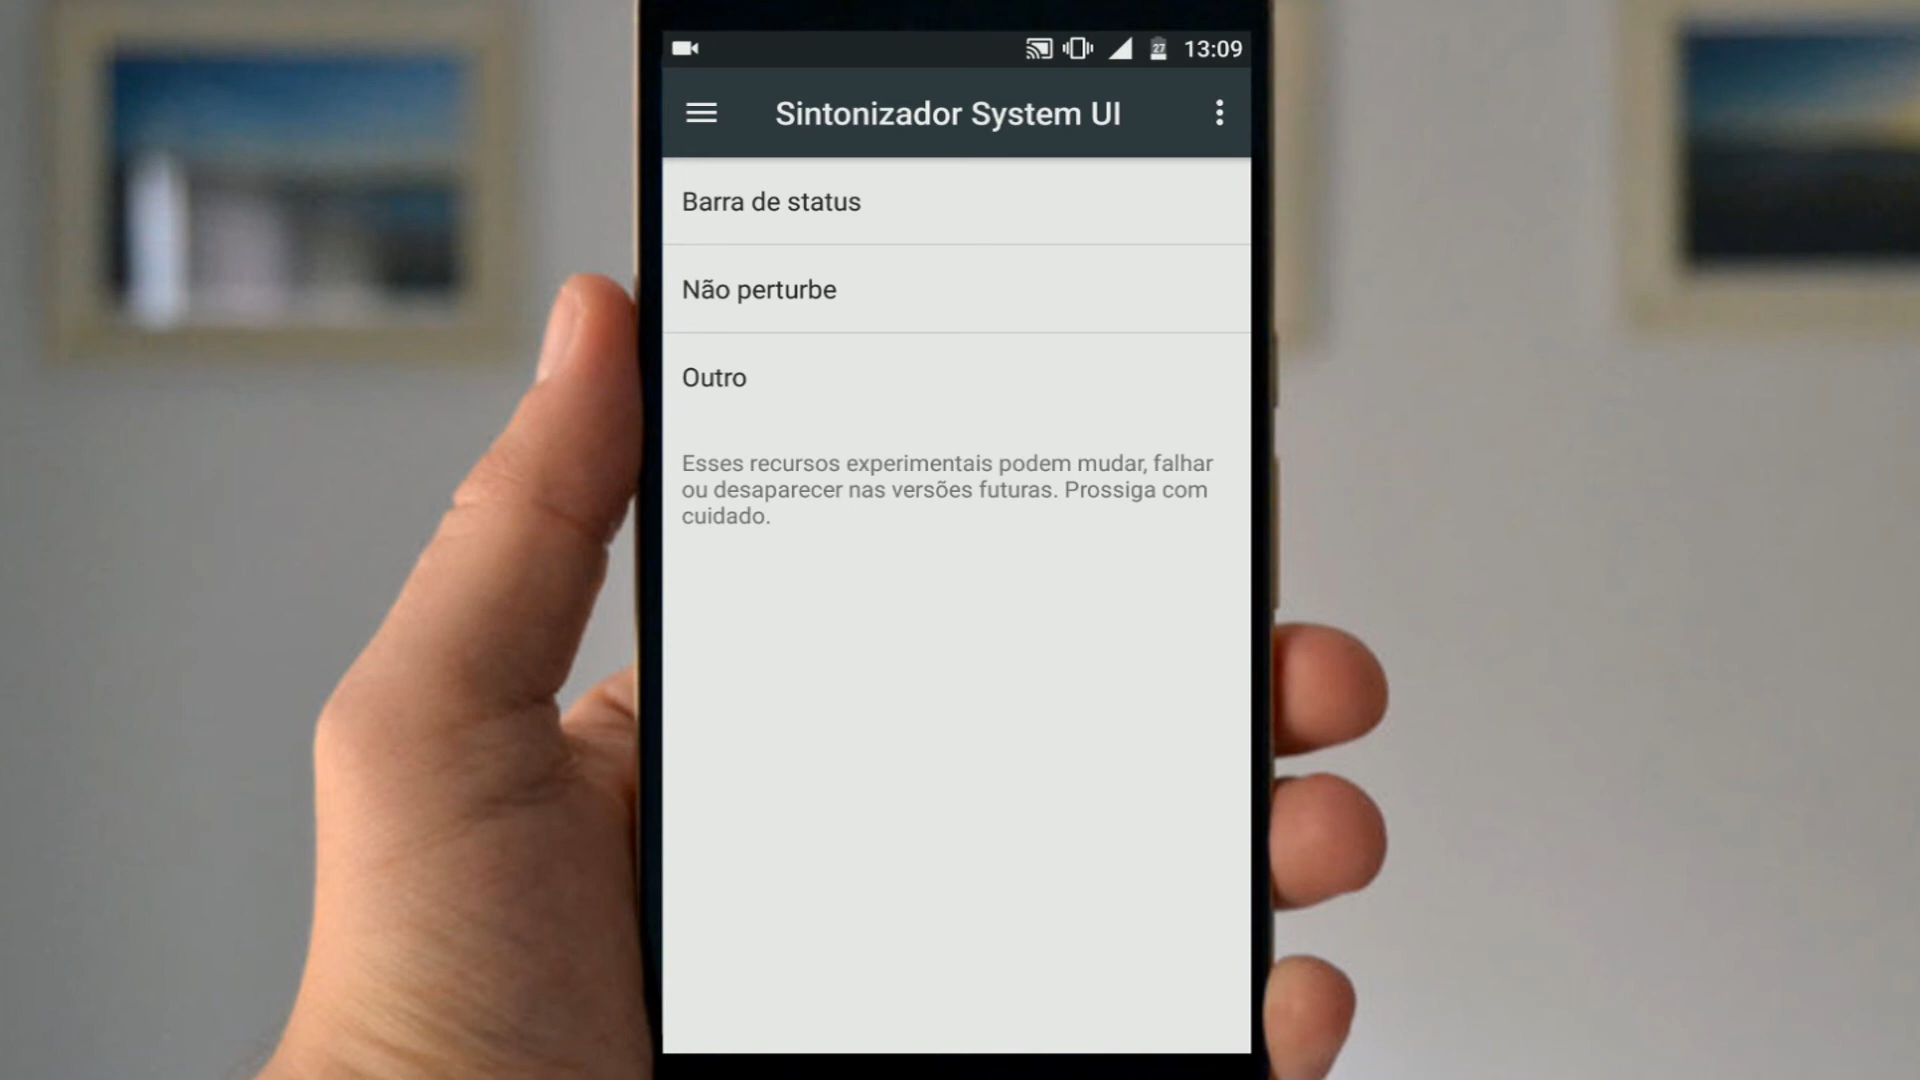 27 13:09
Sintonizador System UI
Barra de status
Não perturbe
Outro
Esses recursos experimentais podem mudar, falhar
ou desaparecer nas versões futuras. Prossiga com
cuidado.